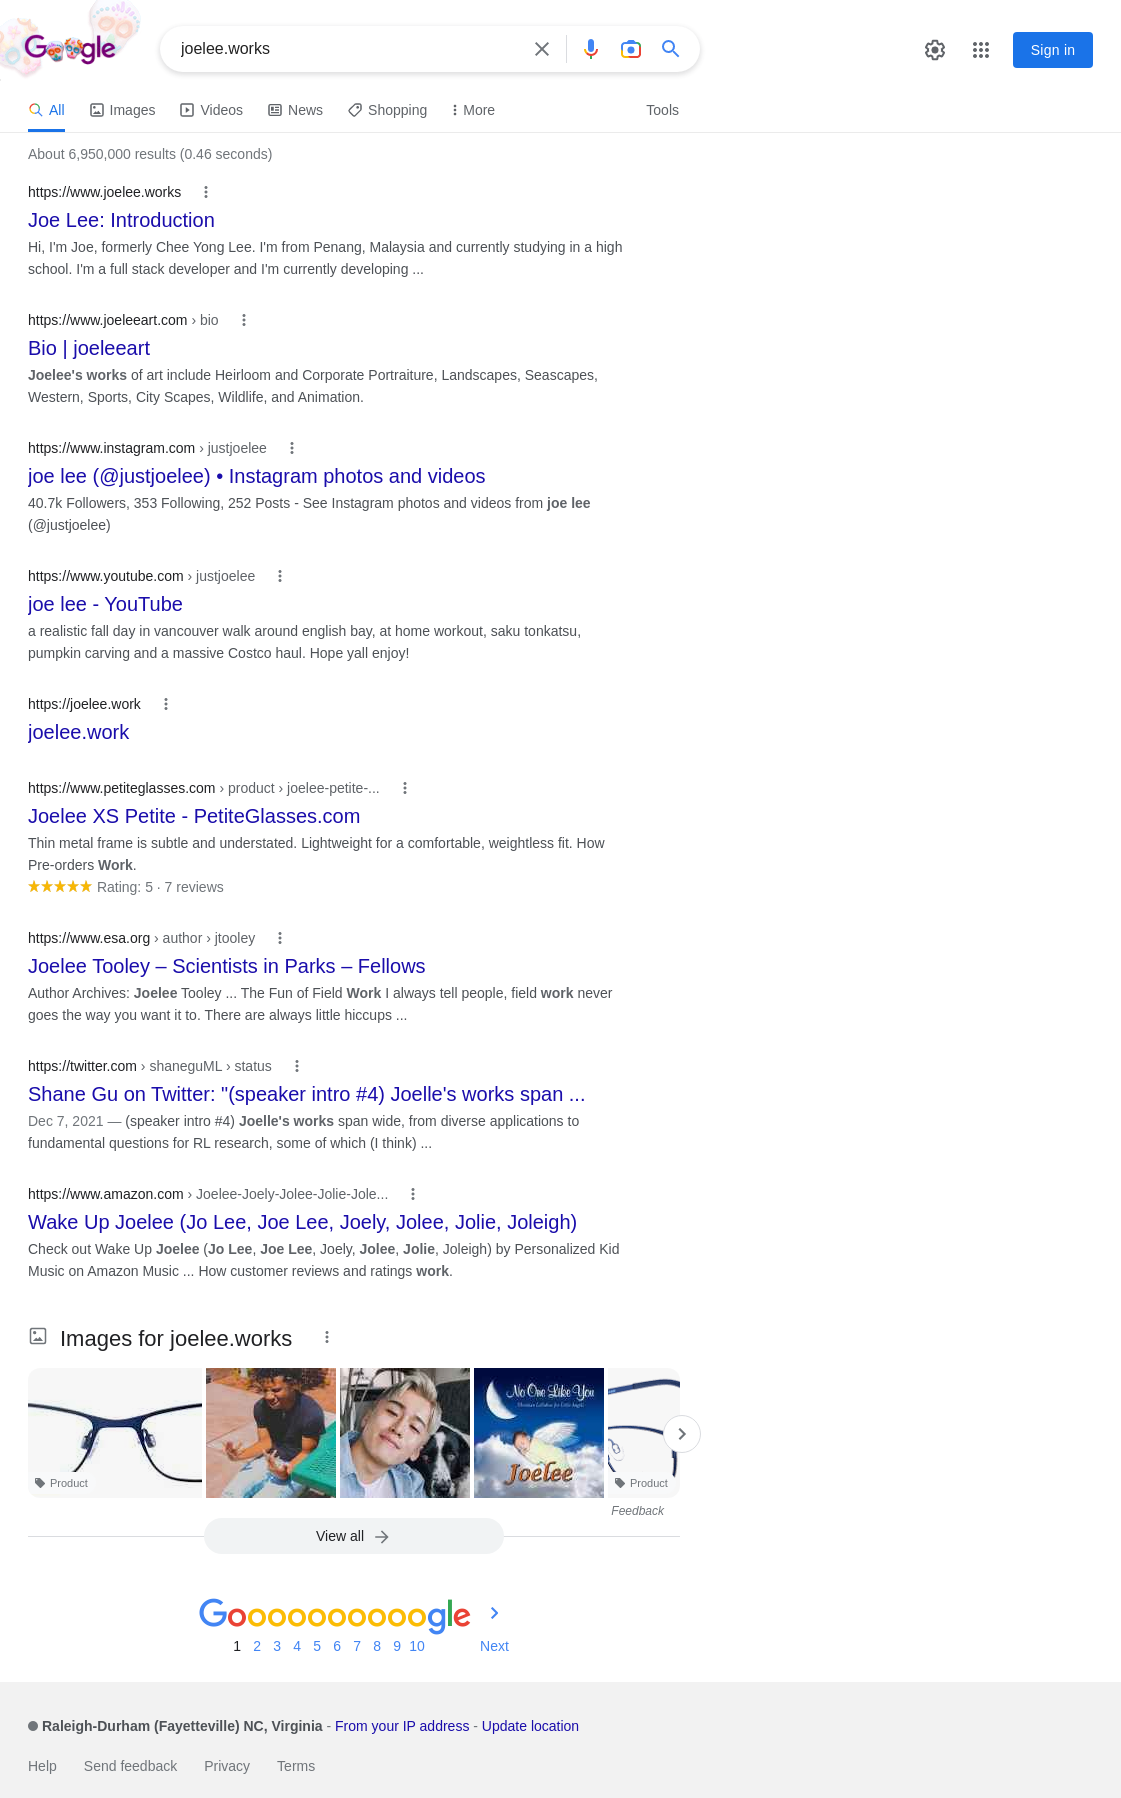 Google
joelee.works
Sign in
All Images Videos News Shopping More Tools
About 6,950,000 results (0.46 seconds)
https://www.joelee.works
Joe Lee: Introduction
Hi, I'm Joe, formerly Chee Yong Lee. I'm from Penang, Malaysia and currently studying in a high
school. I'm a full stack developer and I'm currently developing ...
https://www.joeleeart.com › bio
Bio | joeleeart
Joelee's works of art include Heirloom and Corporate Portraiture, Landscapes, Seascapes,
Western, Sports, City Scapes, Wildlife, and Animation.
https://www.instagram.com › justjoelee
joe lee (@justjoelee) • Instagram photos and videos
40.7k Followers, 353 Following, 252 Posts - See Instagram photos and videos from joe lee
(@justjoelee)
https://www.youtube.com › justjoelee
joe lee - YouTube
a realistic fall day in vancouver walk around english bay, at home workout, saku tonkatsu,
pumpkin carving and a massive Costco haul. Hope yall enjoy!
https://joelee.work
joelee.work
https://www.petiteglasses.com › product › joelee-petite-...
Joelee XS Petite - PetiteGlasses.com
Thin metal frame is subtle and understated. Lightweight for a comfortable, weightless fit. How
Pre-orders Work.
Rating: 5 · 7 reviews
https://www.esa.org › author › jtooley
Joelee Tooley – Scientists in Parks – Fellows
Author Archives: Joelee Tooley ... The Fun of Field Work I always tell people, field work never
goes the way you want it to. There are always little hiccups ...
https://twitter.com › shaneguML › status
Shane Gu on Twitter: "(speaker intro #4) Joelle's works span ...
Dec 7, 2021 — (speaker intro #4) Joelle's works span wide, from diverse applications to
fundamental questions for RL research, some of which (I think) ...
https://www.amazon.com › Joelee-Joely-Jolee-Jolie-Jole...
Wake Up Joelee (Jo Lee, Joe Lee, Joely, Jolee, Jolie, Joleigh)
Check out Wake Up Joelee (Jo Lee, Joe Lee, Joely, Jolee, Jolie, Joleigh) by Personalized Kid
Music on Amazon Music ... How customer reviews and ratings work.
Images for joelee.works
No One Like You
Joelee
Product
Product
Feedback
View all
Goooooooooogle
1 2 3 4 5 6 7 8 9 10 Next
Raleigh-Durham (Fayetteville) NC, Virginia - From your IP address - Update location
Help Send feedback Privacy Terms